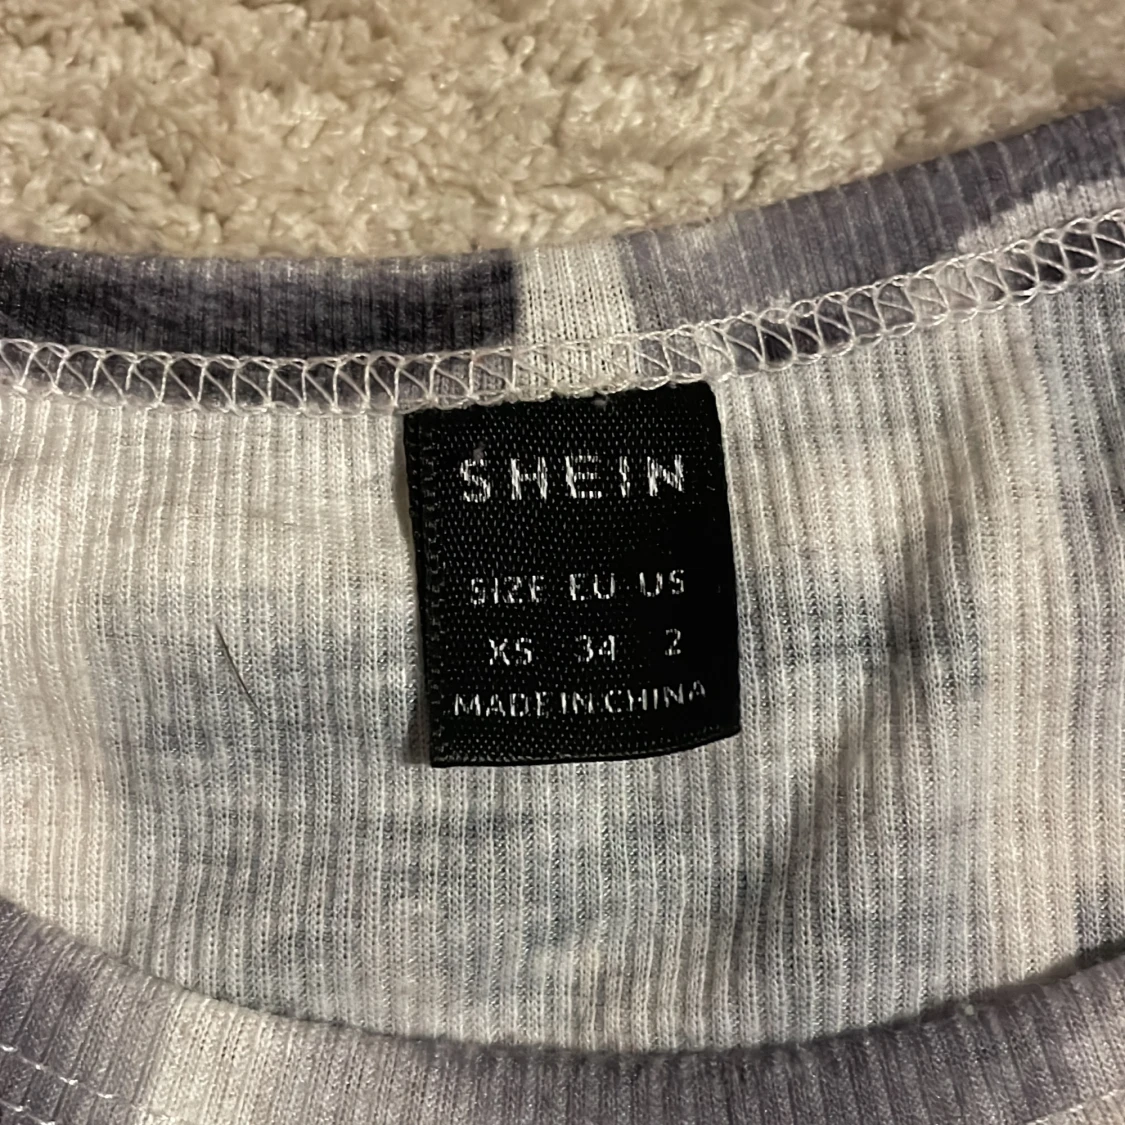 SHEIN
SIZE EU US
XS 34 2
MADE IN CHINA